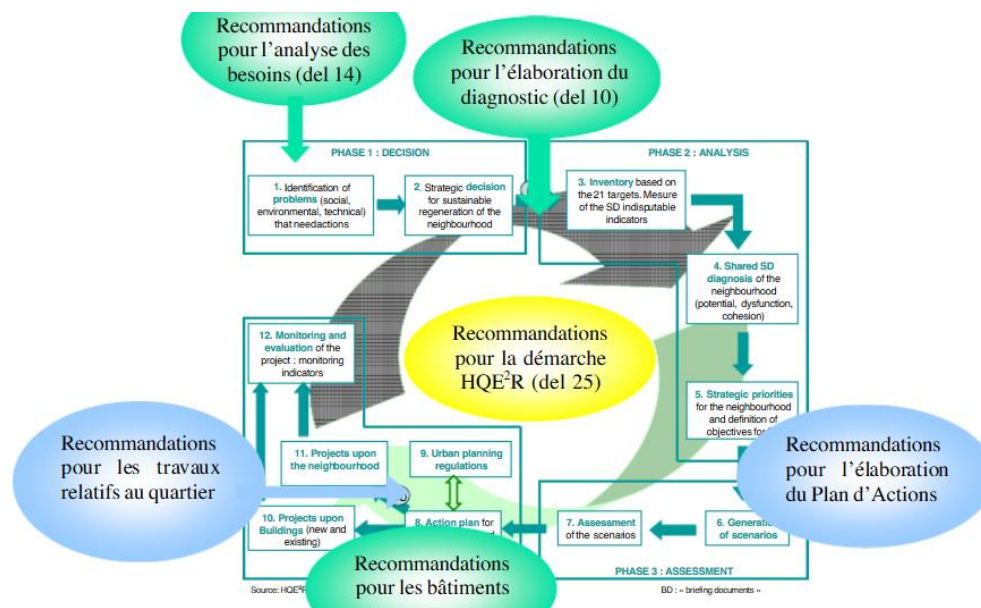 Recommandations
pour l'analyse des
besoins (del 14)
Recommandations
pour l'élaboration du
diagnostic (del 10)
PHASE 1 : DECISION
PHASE 2 : ANALYSIS
1. Identification of
problems (social,
environmental, technical)
that needactions
2. Strategic decision
for sustainable
regeneration of the
neighbourhood
3. Inventory based on
the 21 targets. Mesure
of the SD indisputable
indicators
4. Shared SD
diagnosis of the
neighbourhood
(potential, dysfunction,
cohesion)
12. Monitoring and
evaluation of the
project : monitoring
indicators
Recommandations
pour la démarche
HQE²R (del 25)
5. Strategic priorities
for the neighbourhood
and definition of
objectives for
Recommandations
pour les travaux
relatifs au quartier
11. Projects upon
the neighbourhood
9. Urban planning
regulations
Recommandations
pour l'élaboration
du Plan d'Actions
10. Projects upon
Buildings (new and
existing)
8. Action plan for
7. Assessment
of the scenarios
6. Generation
of scenarios
Recommandations
pour les bâtiments
PHASE 3 : ASSESSMENT
Source: HQE²R
BD : « briefing documents »